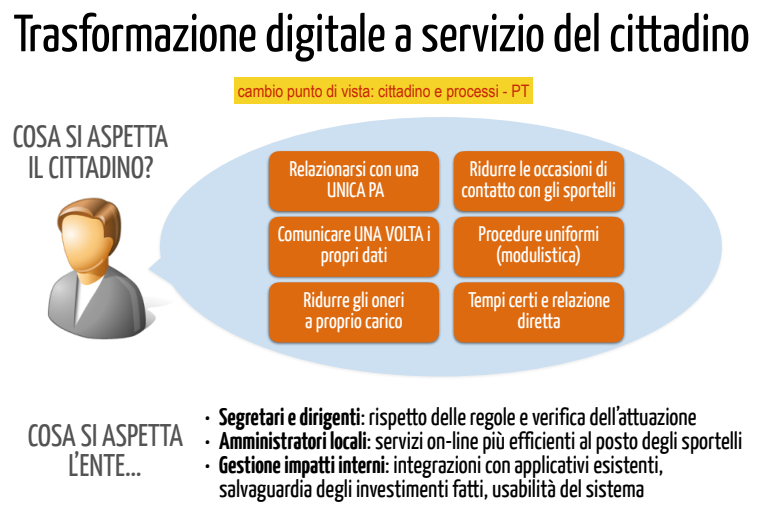 Trasformazione digitale a servizio del cittadino
cambio punto di vista: cittadino e processi - PT
COSA SI ASPETTA
IL CITTADINO?
Relazionarsi con una
UNICA PA
Ridurre le occasioni di
contatto con gli sportelli
Comunicare UNA VOLTA i
propri dati
Procedure uniformi
(modulistica)
Ridurre gli oneri
a proprio carico
Tempi certi e relazione
diretta
COSA SI ASPETTA
L'ENTE...
• Segretari e dirigenti: rispetto delle regole e verifica dell'attuazione
• Amministratori locali: servizi on-line più efficienti al posto degli sportelli
• Gestione impatti interni: integrazioni con applicativi esistenti,
salvaguardia degli investimenti fatti, usabilità del sistema